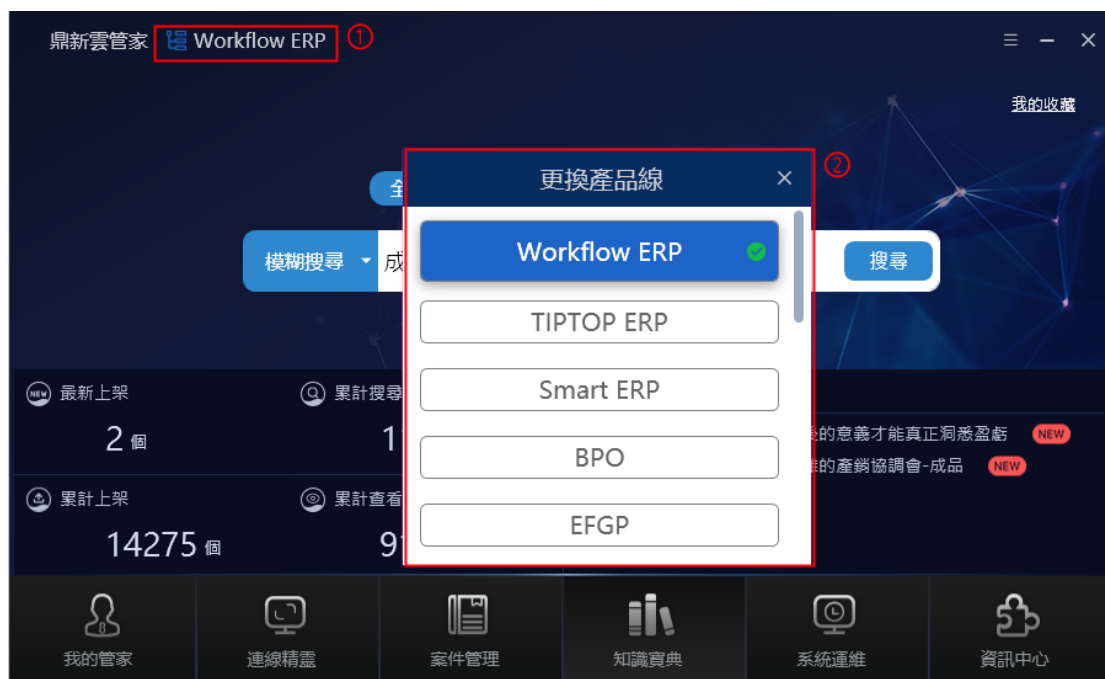 鼎新雲管家 Workflow ERP ①
我的收藏
更換產品線
②
全
模糊搜尋 成
搜尋
Workflow ERP
TIPTOP ERP
Smart ERP
BPO
EFGP
NEW 最新上架
2 個
累計搜尋
1
累計上架
14275 個
累計查看
9
的意義才能真正洞悉盈虧 NEW
的產銷協調會-成品 NEW
我的管家
連線精靈
案件管理
知識寶典
系統運維
資訊中心